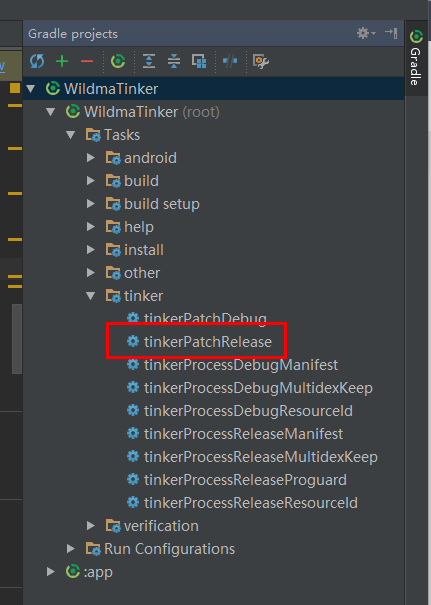 Gradle projects
Gradle
w
WildmaTinker
WildmaTinker (root)
Tasks
android
build
build setup
help
install
other
tinker
tinkerPatchDebug
tinkerPatchRelease
tinkerProcessDebugManifest
tinkerProcessDebugMultidexKeep
tinkerProcessDebugResourceId
tinkerProcessReleaseManifest
tinkerProcessReleaseMultidexKeep
tinkerProcessReleaseProguard
tinkerProcessReleaseResourceId
verification
Run Configurations
:app